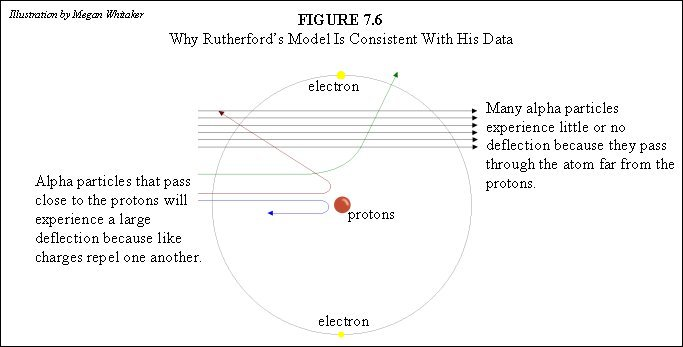 Illustration by Megan Whitaker
FIGURE 7.6
Why Rutherford's Model Is Consistent With His Data
electron
Many alpha particles
experience little or no
deflection because they pass
through the atom far from the
protons.
Alpha particles that pass
close to the protons will
experience a large
deflection because like
charges repel one another.
protons
electron